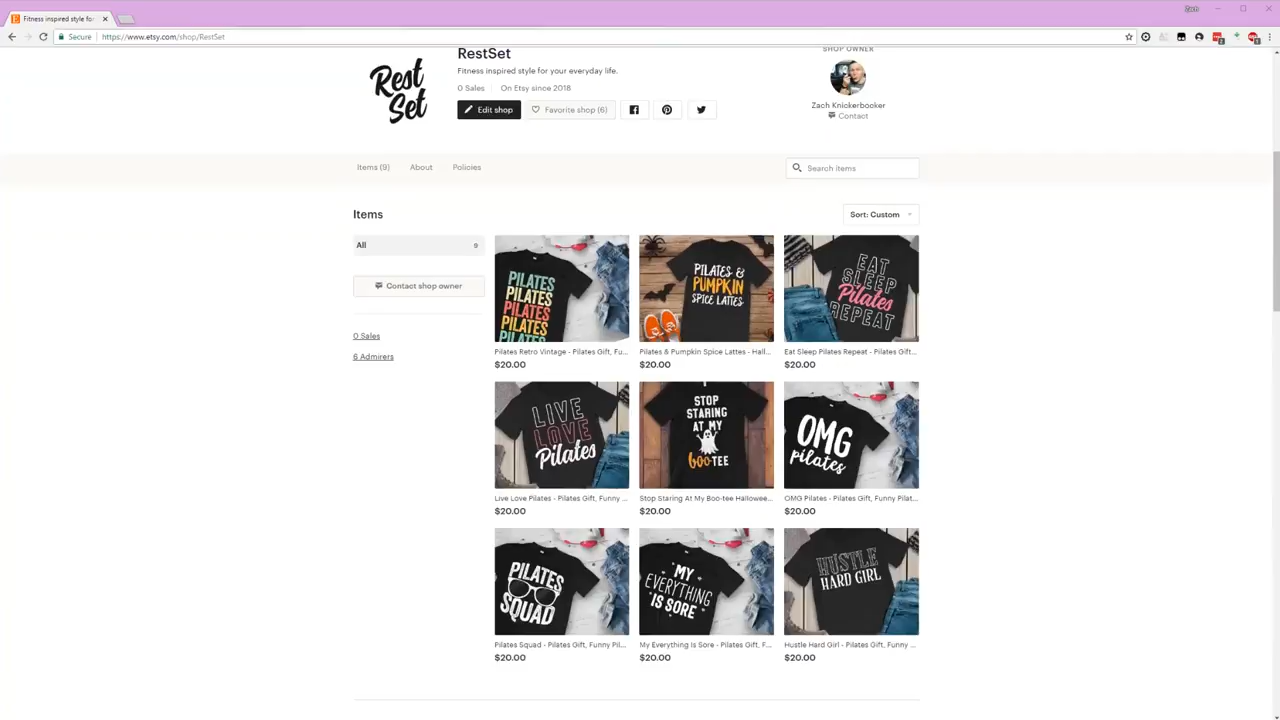 Fitness inspired style for
Zach
Secure
https://www.etsy.com/shop/RestSet
RestSet
Fitness inspired style for your everyday life.
0 Sales
On Etsy since 2018
Edit shop
Favorite shop (6)
Rest
Set
SHOP OWNER
Zach Knickerbooker
Contact
Items (9)
About
Policies
Search items
Items
Sort: Custom
All
9
Contact shop owner
0 Sales
6 Admirers
PILATES
PILATES
PILATES
PILATES
PILATES
Pilates Retro Vintage - Pilates Gift, Fu...
$20.00
PILATES &
PUMPKIN
SPICE LATTES
Pilates & Pumpkin Spice Lattes - Hall...
$20.00
EAT
SLEEP
Pilates
REPEAT
Eat Sleep Pilates Repeat - Pilates Gift...
$20.00
LIVE
LOVE
Pilates
Live Love Pilates - Pilates Gift, Funny ...
$20.00
STOP
STARING
AT MY
boo-TEE
Stop Staring At My Boo-tee Hallowee...
$20.00
OMG
pilates
OMG Pilates - Pilates Gift, Funny Pilat...
$20.00
PILATES
SQUAD
Pilates Squad - Pilates Gift, Funny Pil...
$20.00
MY
EVERYTHING
IS SORE
My Everything Is Sore - Pilates Gift, F...
$20.00
HUSTLE
HARD GIRL
Hustle Hard Girl - Pilates Gift, Funny ...
$20.00